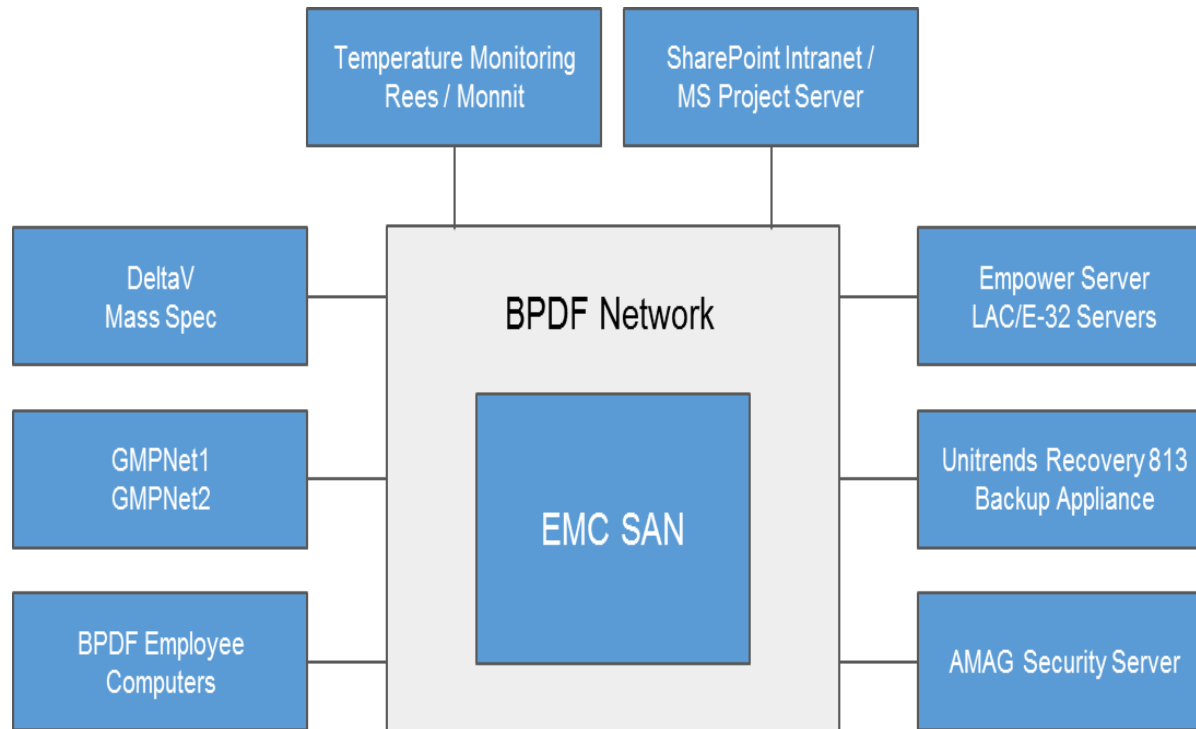 Temperature Monitoring
Rees / Monnit
SharePoint Intranet /
MS Project Server
DeltaV
Mass Spec
BPDF Network
Empower Server
LAC/E-32 Servers
GMPNet1
GMPNet2
EMC SAN
Unitrends Recovery 813
Backup Appliance
BPDF Employee
Computers
AMAG Security Server